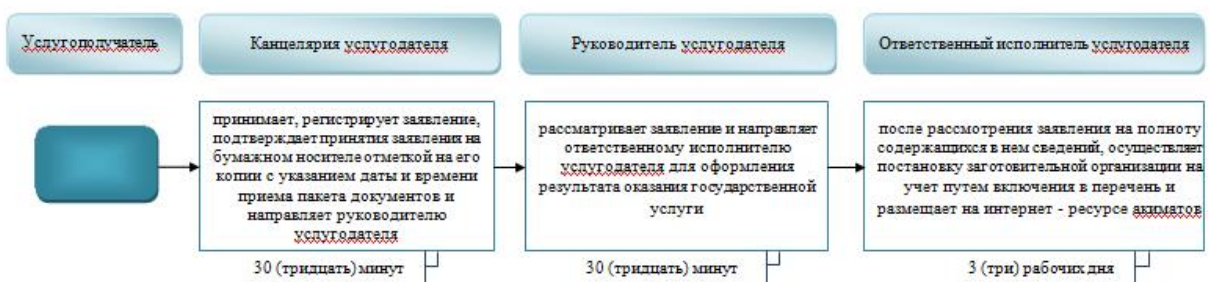 Услугополучатель
Канцелярия услугодателя
Руководитель услугодателя
Ответственный исполнитель услугодателя
принимает, регистрирует заявление,
подтверждает принятия заявления на
бумажном носителе отметкой на его
копии с указанием даты и времени
приема пакета документов и
направляет руководителю
услугодателя
рассматривает заявление и направляет
ответственному исполнителю
услугодателя для оформления
результата оказания государственной
услуги
после рассмотрения заявления на полноту
содержащихся в нем сведений, осуществляет
постановку заготовительной организации на
учет путем включения в перечень и
размещает на интернет - ресурсе акиматов
30 (тридцать) минут
30 (тридцать) минут
3 (три) рабочих дня